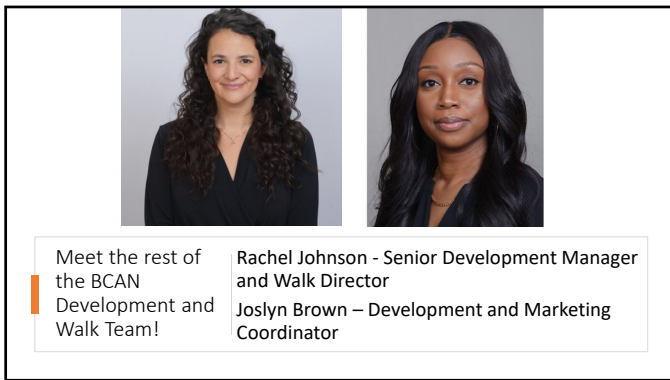 Meet the rest of
the BCAN
Development and
Walk Team!
Rachel Johnson - Senior Development Manager
and Walk Director
Joslyn Brown – Development and Marketing
Coordinator